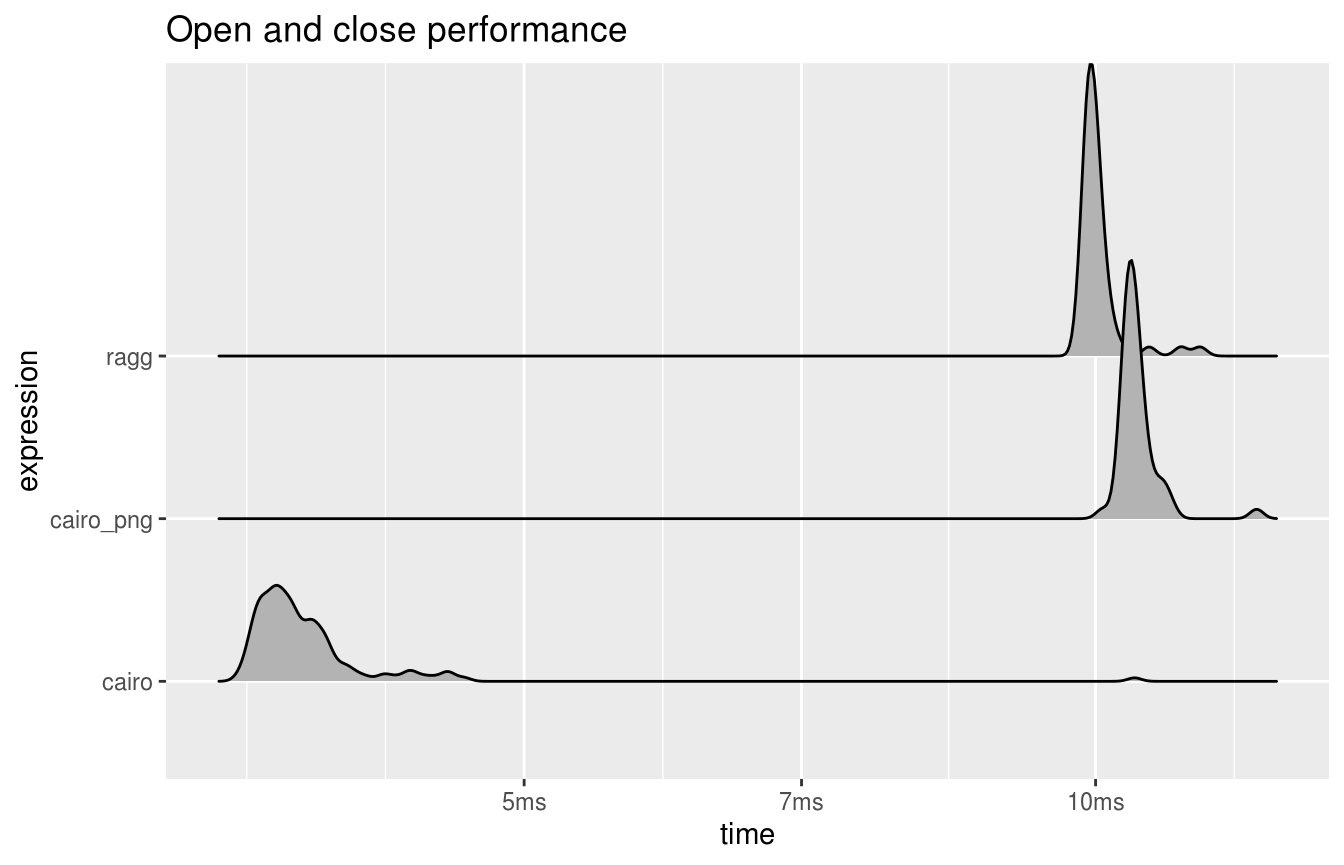 Open and close performance
expression
ragg
cairo_png
cairo
5ms 7ms 10ms
time